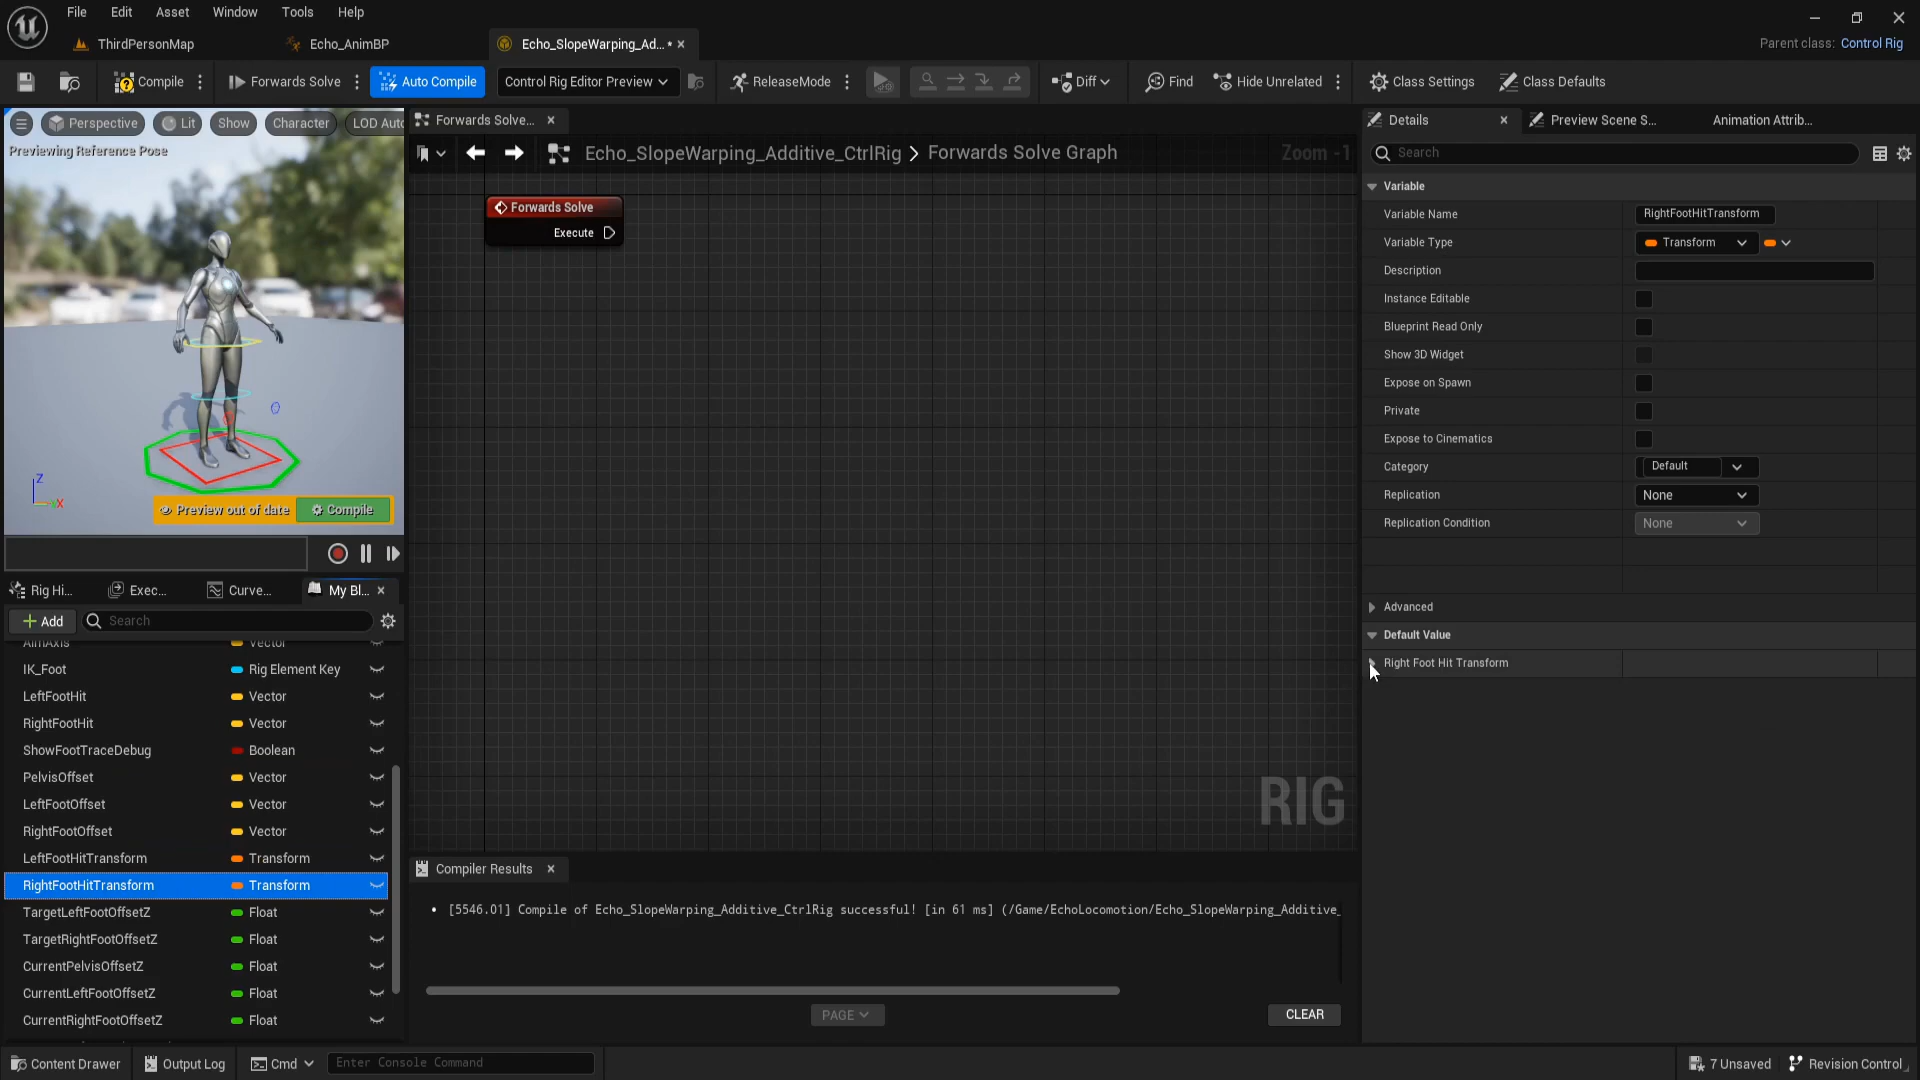 File Edit Asset Window Tools Help
ThirdPersonMap Echo_AnimBP Echo_SlopeWarping_Ad... •
Parent class: Control Rig
Compile Forwards Solve Auto Compile Control Rig Editor Preview ReleaseMode Diff Find Hide Unrelated Class Settings Class Defaults
Perspective Lit Show Character LOD Auto
Previewing Reference Pose
Z
X
Preview out of date Compile
Forwards Solve...
Echo_SlopeWarping_Additive_CtrlRig > Forwards Solve Graph
Zoom -1
Forwards Solve
Execute
RIG
Rig Hi... Exec... Curve... My Bl...
+ Add Search
AimAxis Vector
IK_Foot Rig Element Key
LeftFootHit Vector
RightFootHit Vector
ShowFootTraceDebug Boolean
PelvisOffset Vector
LeftFootOffset Vector
RightFootOffset Vector
LeftFootHitTransform Transform
RightFootHitTransform Transform
TargetLeftFootOffsetZ Float
TargetRightFootOffsetZ Float
CurrentPelvisOffsetZ Float
CurrentLeftFootOffsetZ Float
CurrentRightFootOffsetZ Float
Compiler Results
• [5546.01] Compile of Echo_SlopeWarping_Additive_CtrlRig successful! [in 61 ms] (/Game/EchoLocomotion/Echo_SlopeWarping_Additive_
PAGE
CLEAR
Details Preview Scene S... Animation Attrib...
Search
Variable
Variable Name RightFootHitTransform
Variable Type Transform
Description
Instance Editable
Blueprint Read Only
Show 3D Widget
Expose on Spawn
Private
Expose to Cinematics
Category Default
Replication None
Replication Condition None
Advanced
Default Value
Right Foot Hit Transform
Content Drawer Output Log Cmd Enter Console Command
7 Unsaved Revision Control